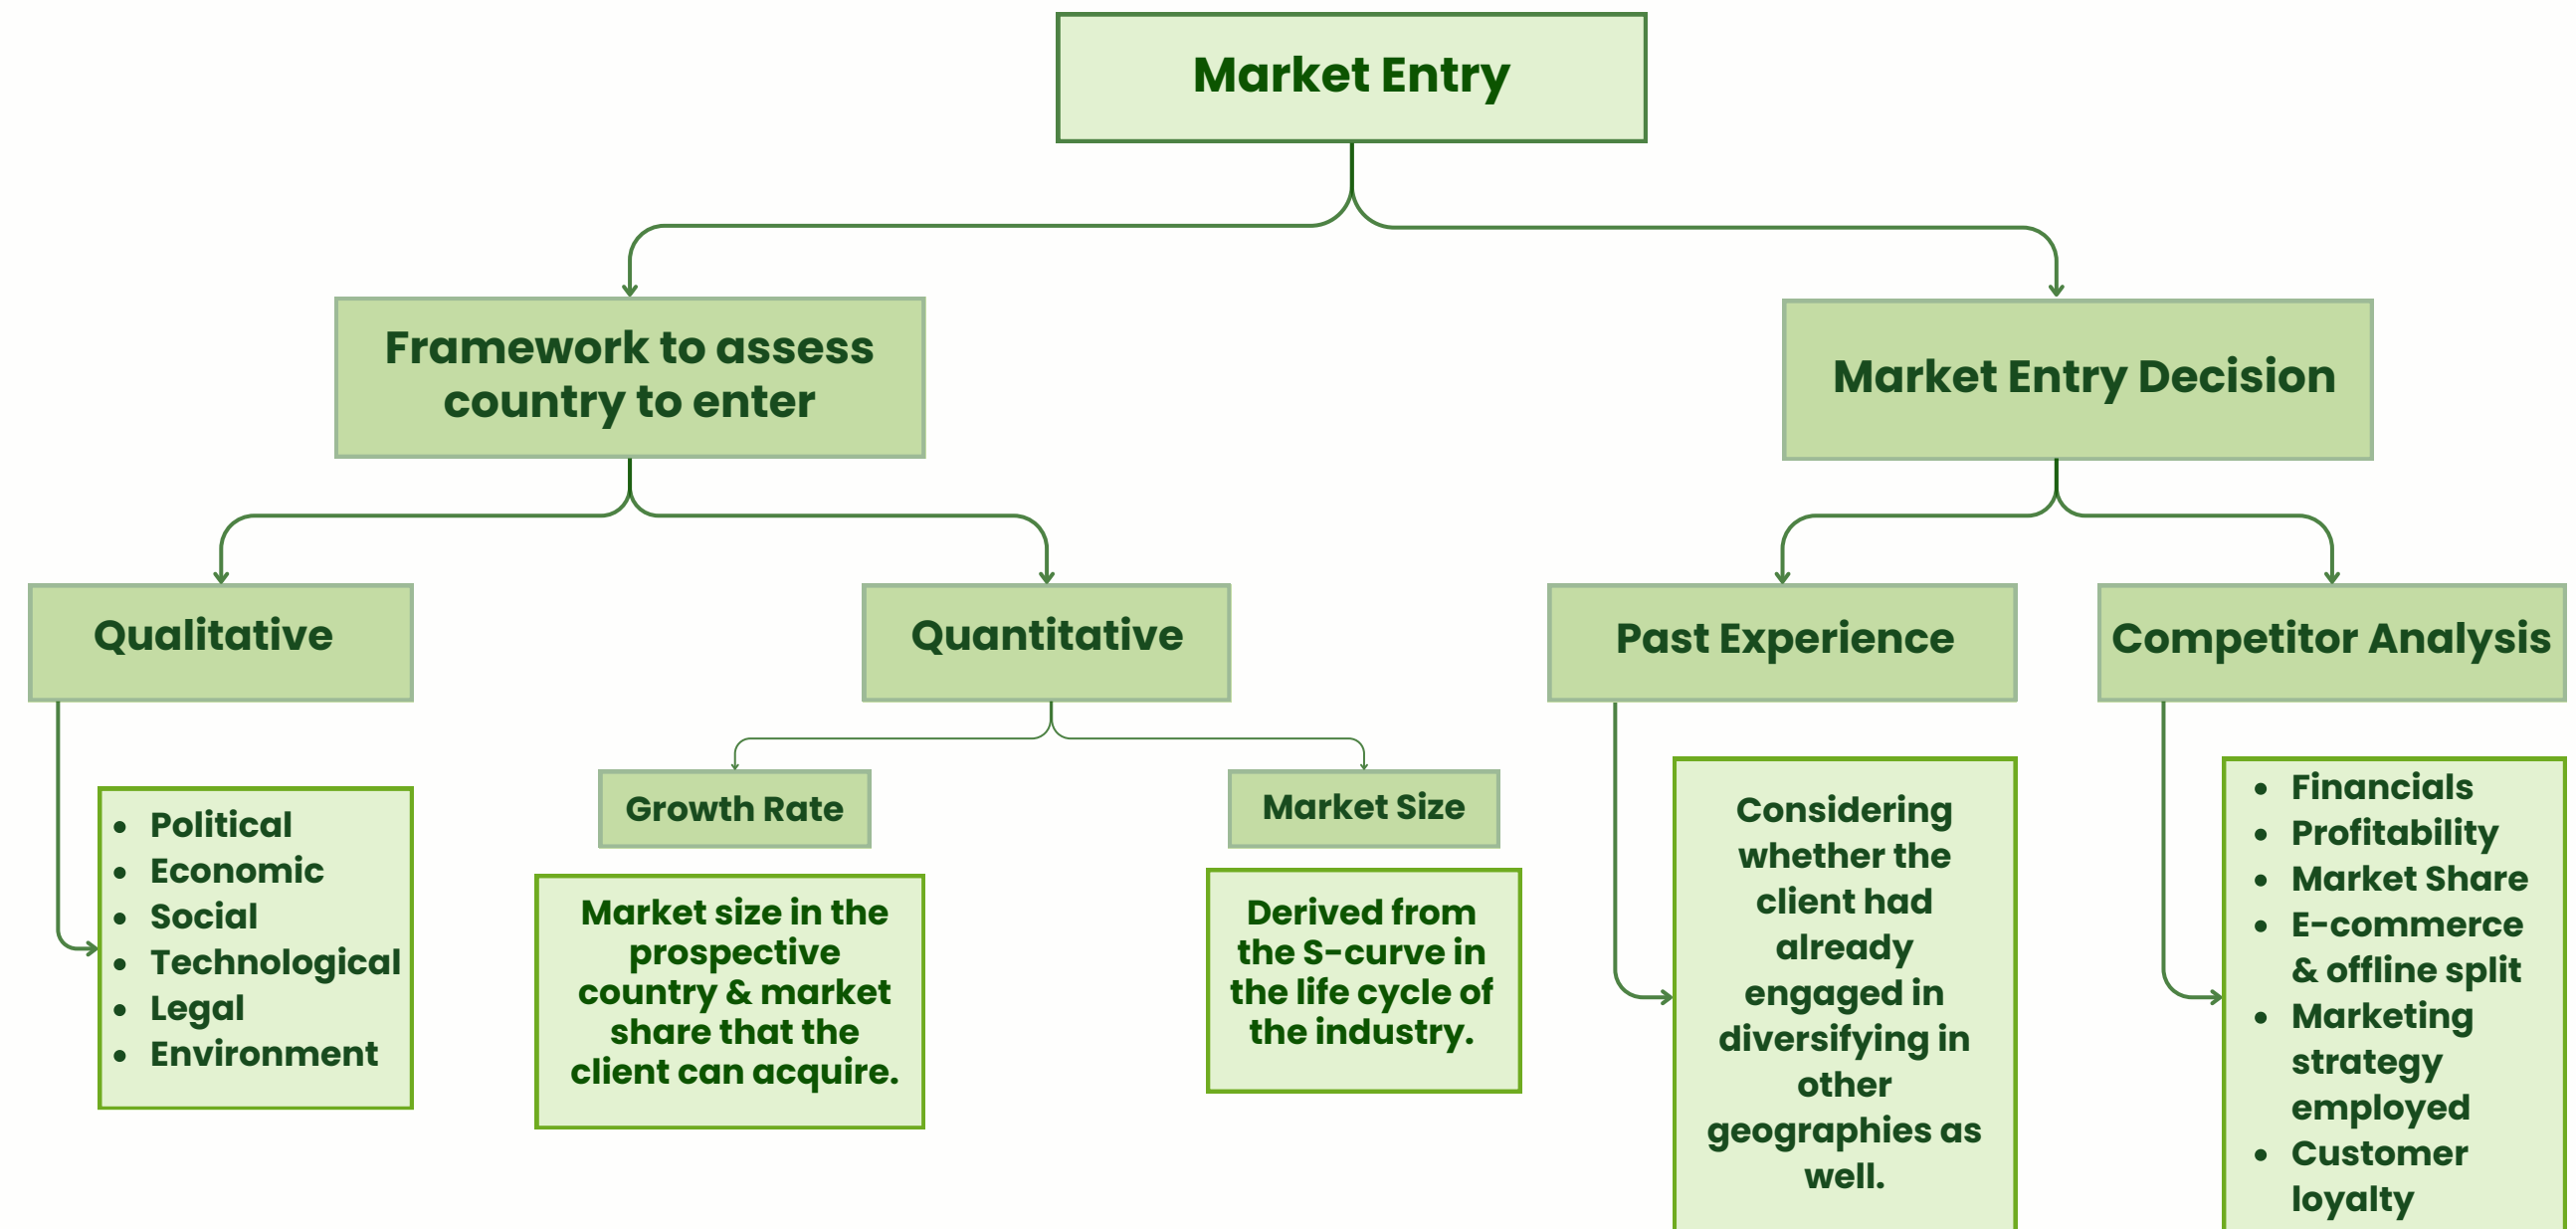 Market Entry
Framework to assess
country to enter
Market Entry Decision
Qualitative
Quantitative
Past Experience
Competitor Analysis
• Political
• Economic
• Social
• Technological
• Legal
• Environment
Growth Rate
Market size in the
prospective
country & market
share that the
client can acquire.
Market Size
Derived from
the S-curve in
the life cycle of
the industry.
Considering
whether the
client had
already
engaged in
diversifying in
other
geographies as
well.
• Financials
• Profitability
• Market Share
• E-commerce
& offline split
• Marketing
strategy
employed
• Customer
loyalty